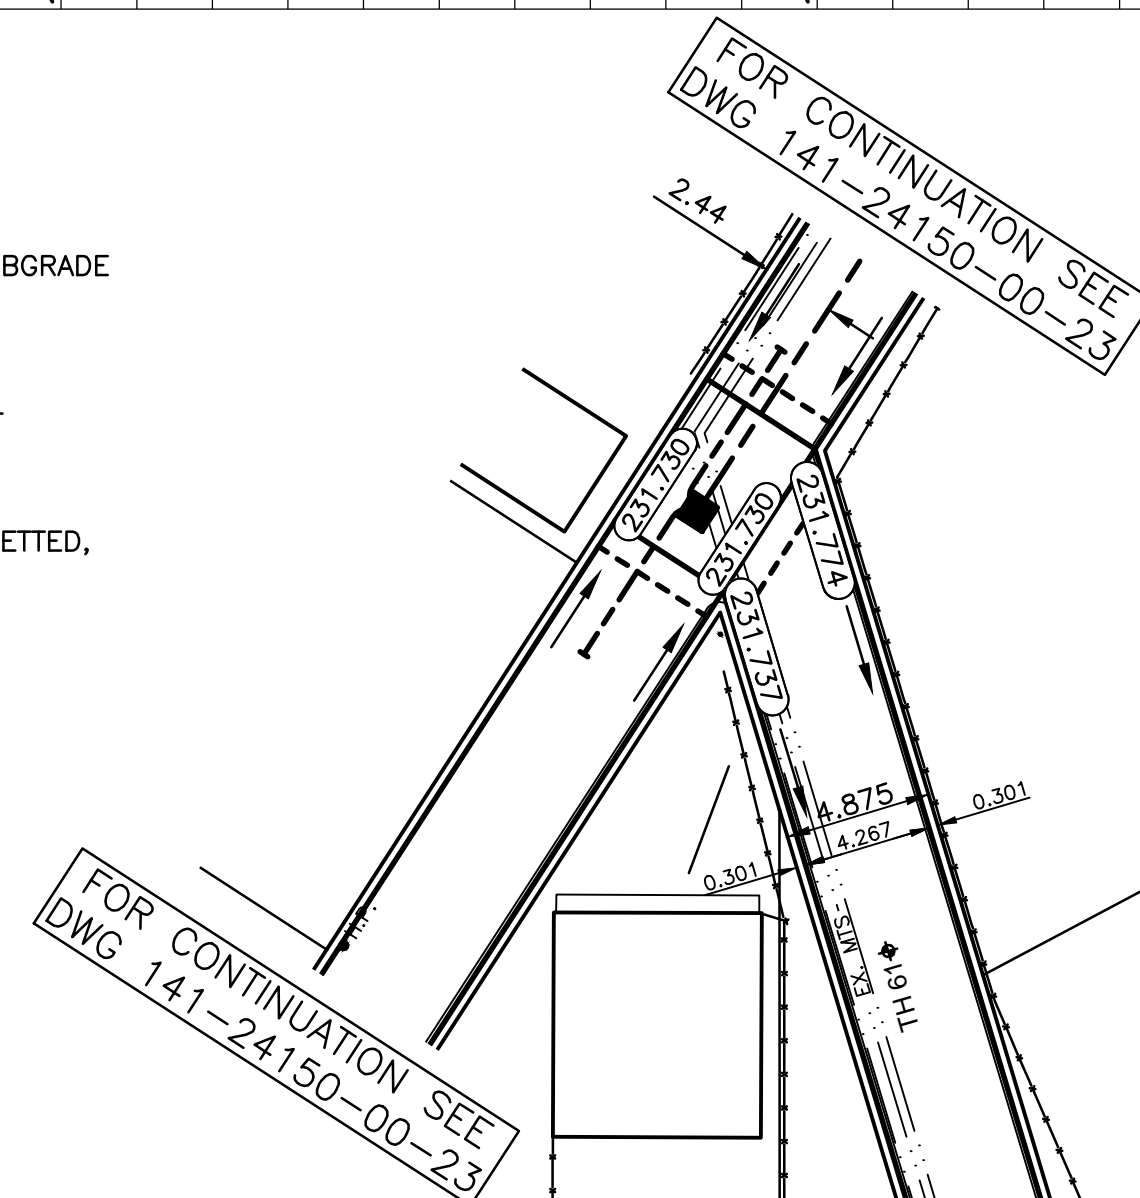 FOR CONTINUATION SEE
DWG 141-24150-00-23
2.44
BGRADE
231.730
231.730
231.774
ETTED,
231.737
4.875
0.301
4.267
0.301
EX. MTS
TH 61
FOR CONTINUATION SEE
DWG 141-24150-00-23